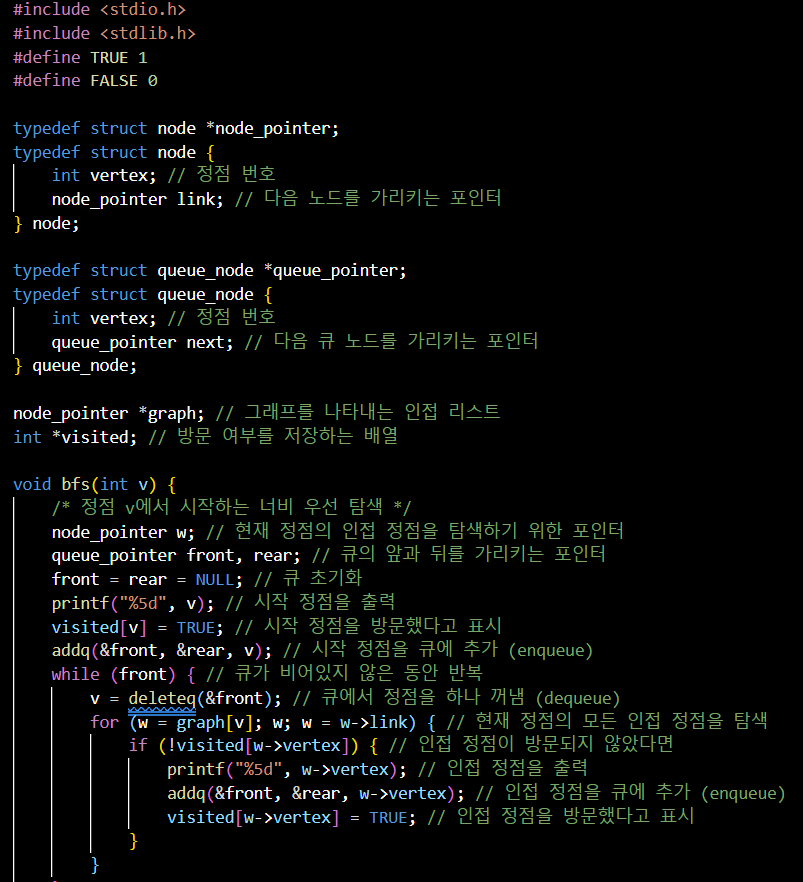 #include <stdio.h>
#include <stdlib.h>
#define TRUE 1
#define FALSE 0
typedef struct node *node_pointer;
typedef struct node {
    int vertex; // 정점 번호
    node_pointer link; // 다음 노드를 가리키는 포인터
} node;
typedef struct queue_node *queue_pointer;
typedef struct queue_node {
    int vertex; // 정점 번호
    queue_pointer next; // 다음 큐 노드를 가리키는 포인터
} queue_node;
node_pointer *graph; // 그래프를 나타내는 인접 리스트
int *visited; // 방문 여부를 저장하는 배열
void bfs(int v) {
    /* 정점 v에서 시작하는 너비 우선 탐색 */
    node_pointer w; // 현재 정점의 인접 정점을 탐색하기 위한 포인터
    queue_pointer front, rear; // 큐의 앞과 뒤를 가리키는 포인터
    front = rear = NULL; // 큐 초기화
    printf("%5d", v); // 시작 정점을 출력
    visited[v] = TRUE; // 시작 정점을 방문했다고 표시
    addq(&front, &rear, v); // 시작 정점을 큐에 추가 (enqueue)
    while (front) { // 큐가 비어있지 않은 동안 반복
        v = deleteq(&front); // 큐에서 정점을 하나 꺼냄 (dequeue)
        for (w = graph[v]; w; w = w->link) { // 현재 정점의 모든 인접 정점을 탐색
            if (!visited[w->vertex]) { // 인접 정점이 방문되지 않았다면
                printf("%5d", w->vertex); // 인접 정점을 출력
                addq(&front, &rear, w->vertex); // 인접 정점을 큐에 추가 (enqueue)
                visited[w->vertex] = TRUE; // 인접 정점을 방문했다고 표시
            }
        }